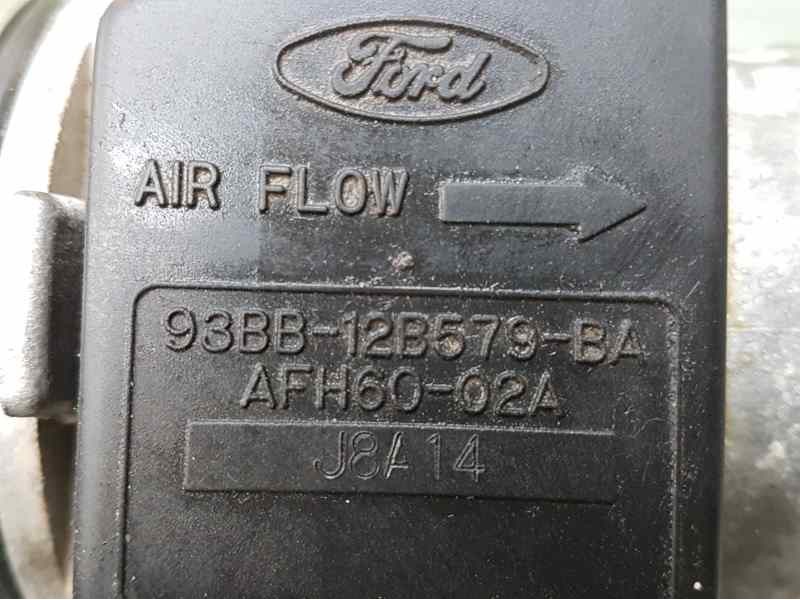 Ford
AIR FLOW
93BB-12B579-BA
AFH60-02A
J8A14